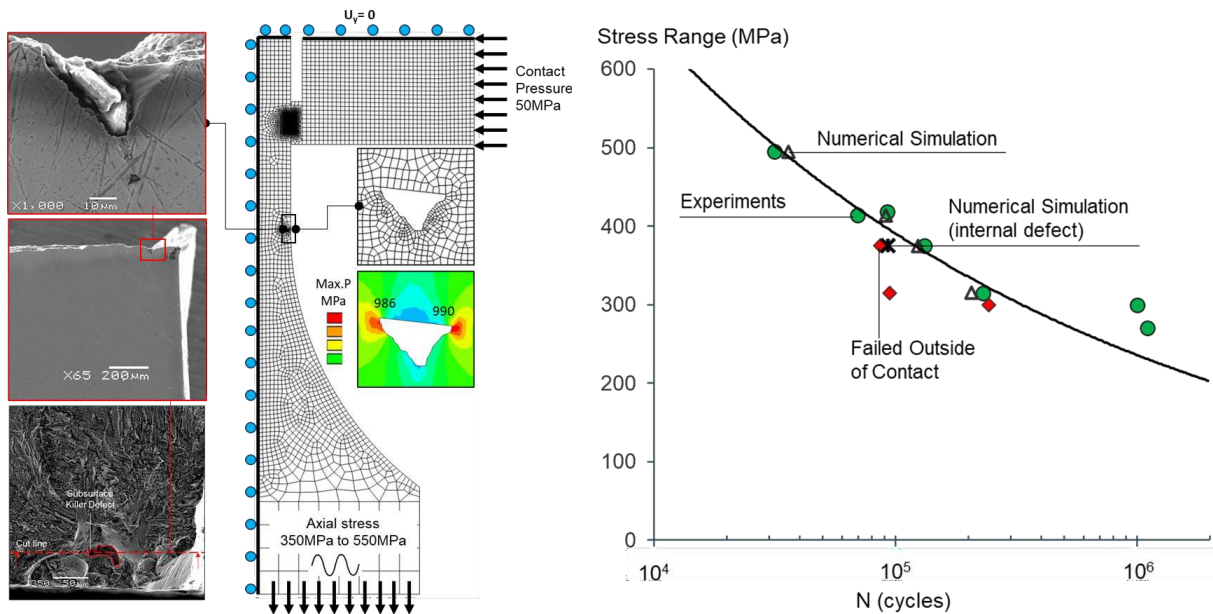 X1,000 10μm
X65 200μm
Subsurface
Killer Defect
Cut line
X350 50μm
Uᵧ= 0
Contact
Pressure
50MPa
Max.P
MPa
986
990
Axial stress
350MPa to 550MPa
Stress Range (MPa)
600
500
400
300
200
100
0
10⁴
10⁵
10⁶
N (cycles)
Numerical Simulation
Experiments
Numerical Simulation
(internal defect)
Failed Outside
of Contact